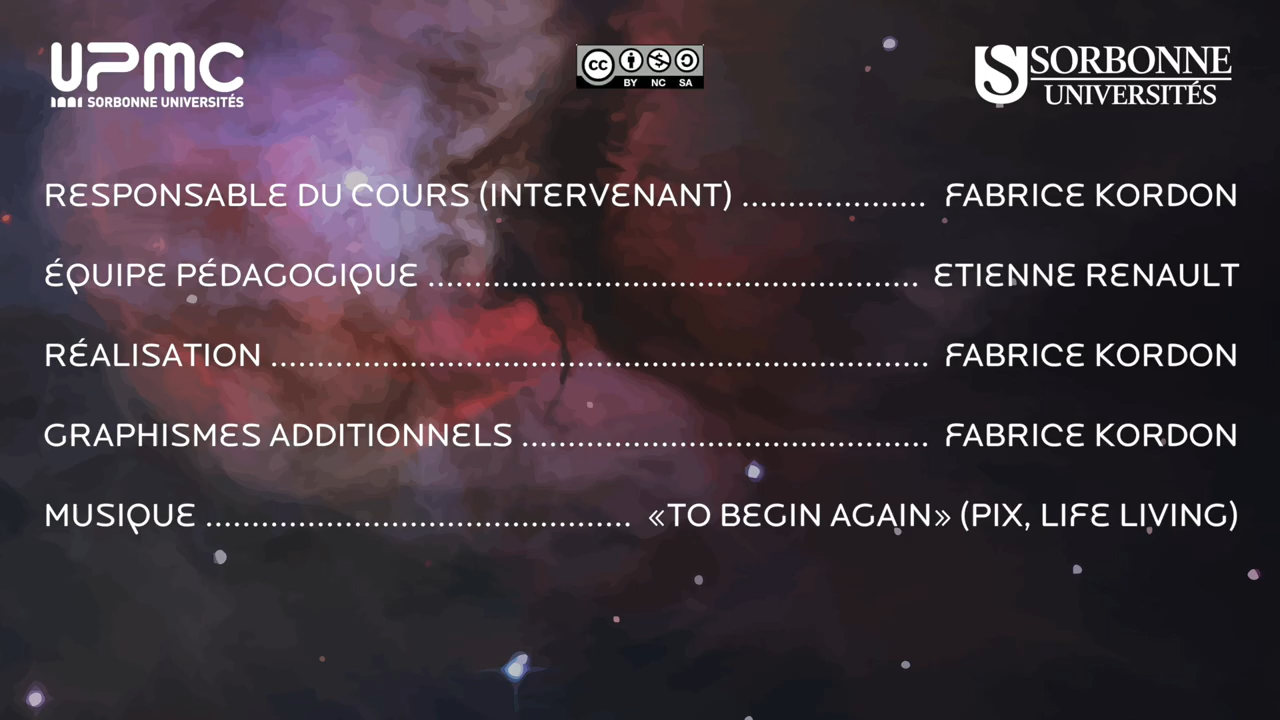 UPMC
SORBONNE UNIVERSITÉS
cc
BY NC SA
SORBONNE
UNIVERSITÉS
RESPONSABLE DU COURS (INTERVENANT) .................... FABRICE KORDON
ÉQUIPE PÉDAGOGIQUE ..................................................... ETIENNE RENAULT
RÉALISATION ....................................................................... FABRICE KORDON
GRAPHISMES ADDITIONNELS ............................................ FABRICE KORDON
MUSIQUE .............................................. «TO BEGIN AGAIN» (PIX, LIFE LIVING)